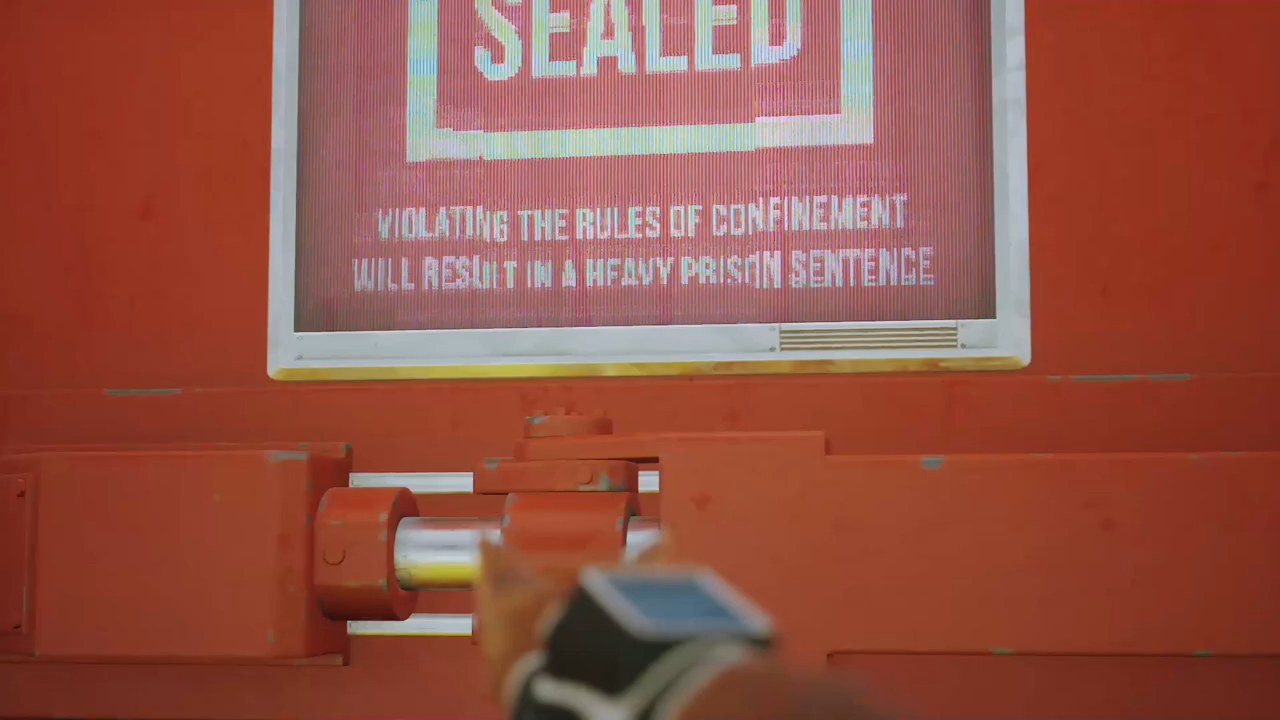 SEALED
VIOLATING THE RULES OF CONFINEMENT
WILL RESULT IN A HEAVY PRISON SENTENCE